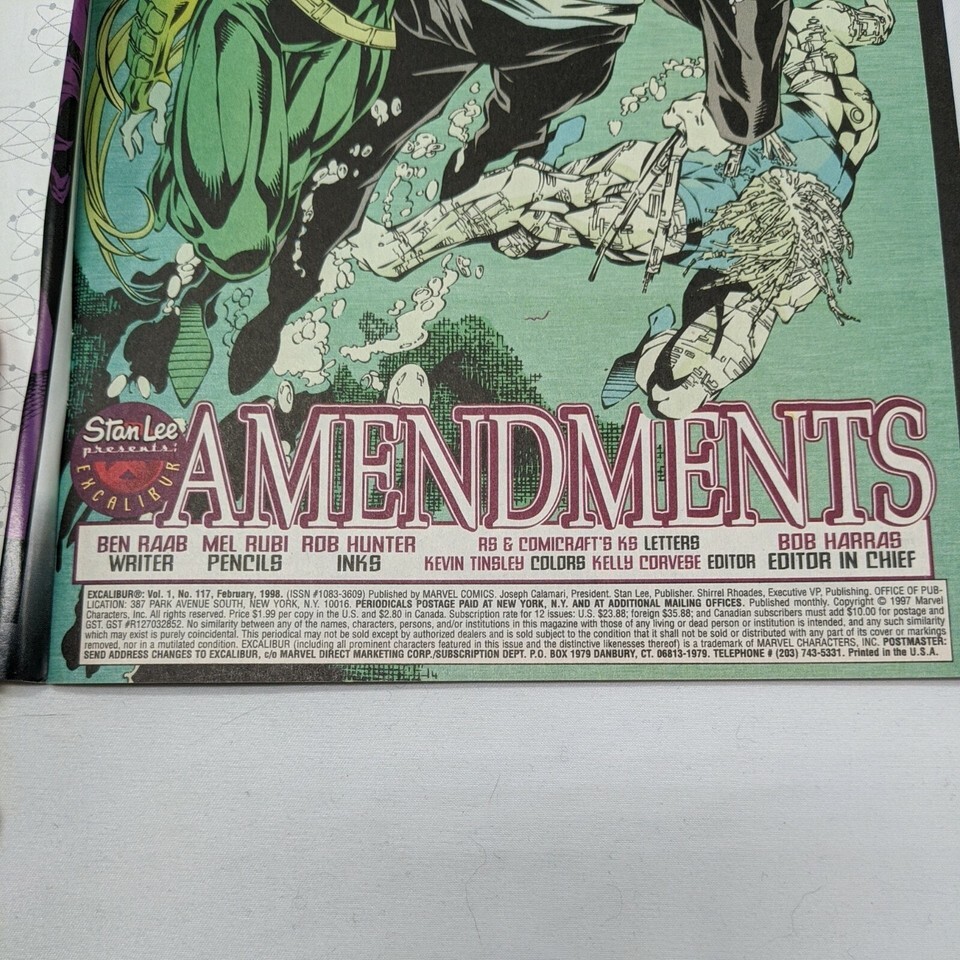 Stan Lee
presents:
EXCALIBUR
AMENDMENTS
BEN RAAB MEL RUBI ROB HUNTER RS & COMICRAFT'S KS LETTERS BOB HARRAS
WRITER PENCILS INKS KEVIN TINSLEY COLORS KELLY CORVESE EDITOR EDITOR IN CHIEF
EXCALIBUR®: Vol. 1, No. 117, February, 1998. (ISSN #1083-3609) Published by MARVEL COMICS. Joseph Calamari, President. Stan Lee, Publisher. Shirrel Rhoades, Executive VP, Publishing. OFFICE OF PUB-
LICATION: 387 PARK AVENUE SOUTH, NEW YORK, N.Y. 10016. PERIODICALS POSTAGE PAID AT NEW YORK, N.Y. AND AT ADDITIONAL MAILING OFFICES. Published monthly. Copyright © 1997 Marvel
Characters, Inc. All rights reserved. Price $1.99 per copy in the U.S. and $2.80 in Canada. Subscription rate for 12 issues: U.S. $23.88; foreign $35.88; and Canadian subscribers must add $10.00 for postage and
GST. GST #R127032852. No similarity between any of the names, characters, persons, and/or institutions in this magazine with those of any living or dead person or institution is intended, and any such similarity
which may exist is purely coincidental. This periodical may not be sold except by authorized dealers and is sold subject to the condition that it shall not be sold or distributed with any part of its cover or markings
removed, nor in a mutilated condition. EXCALIBUR (including all prominent characters featured in this issue and the distinctive likenesses thereof) is a trademark of MARVEL CHARACTERS, INC. POSTMASTER:
SEND ADDRESS CHANGES TO EXCALIBUR, c/o MARVEL DIRECT MARKETING CORP./SUBSCRIPTION DEPT. P.O. BOX 1979 DANBURY, CT. 06813-1979. TELEPHONE # (203) 743-5331. Printed in the U.S.A.